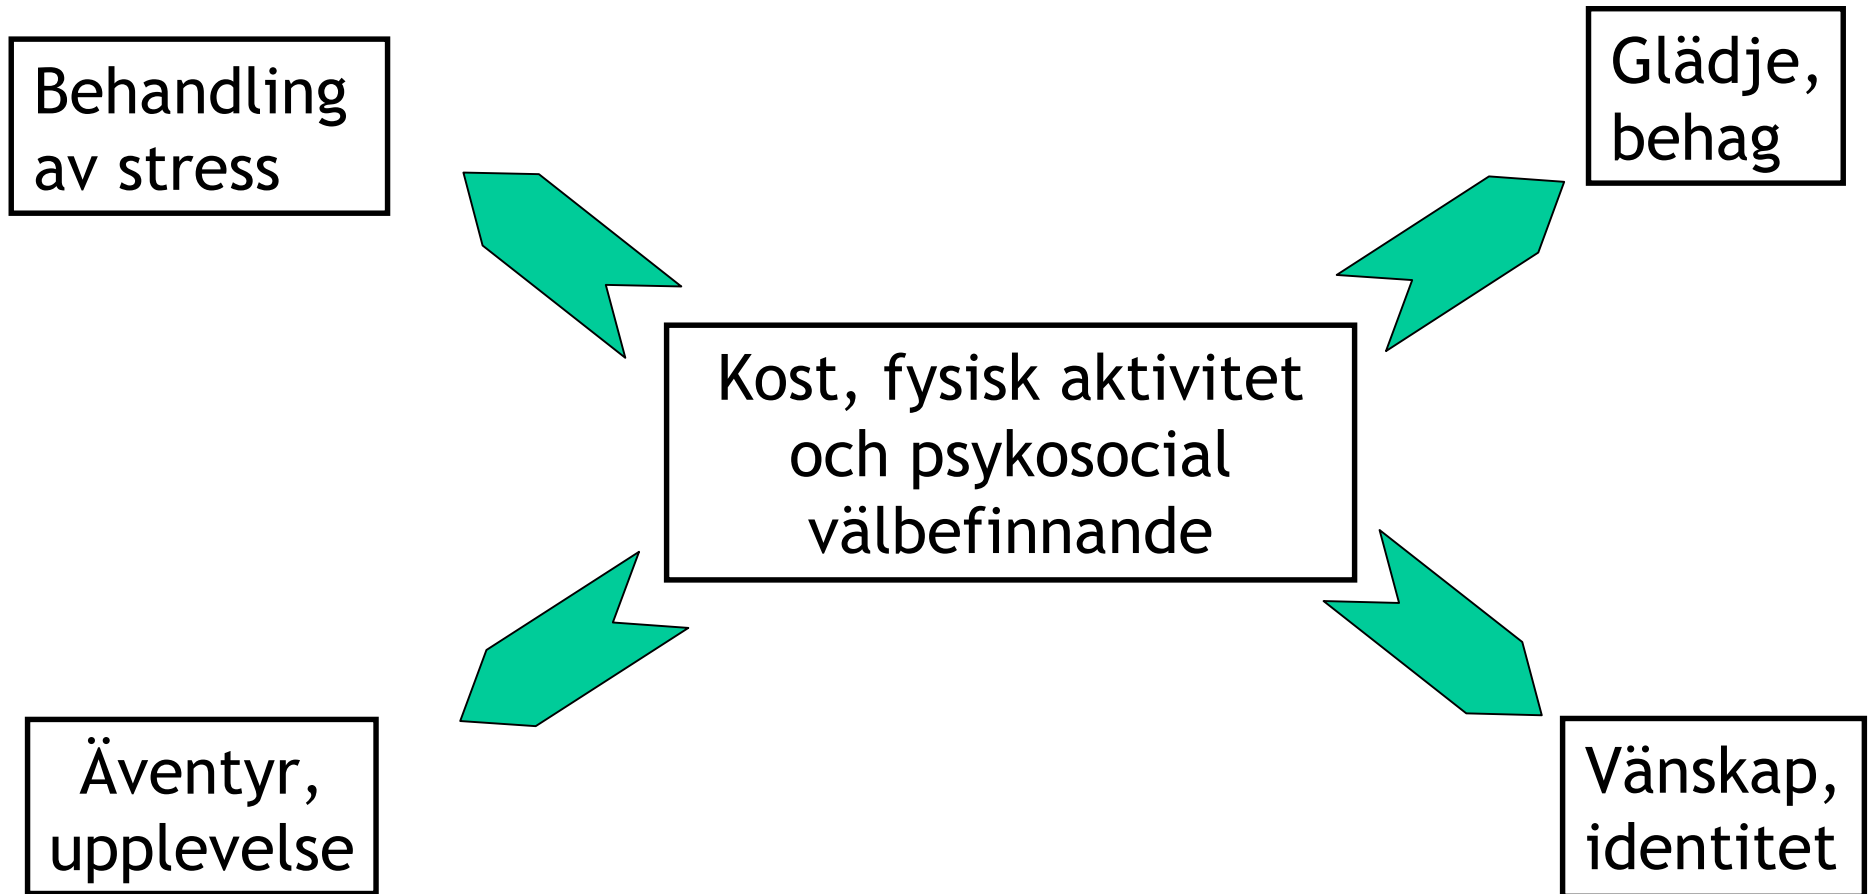 Behandling
av stress
Glädje,
behag
Kost, fysisk aktivitet
och psykosocial
välbefinnande
Äventyr,
upplevelse
Vänskap,
identitet